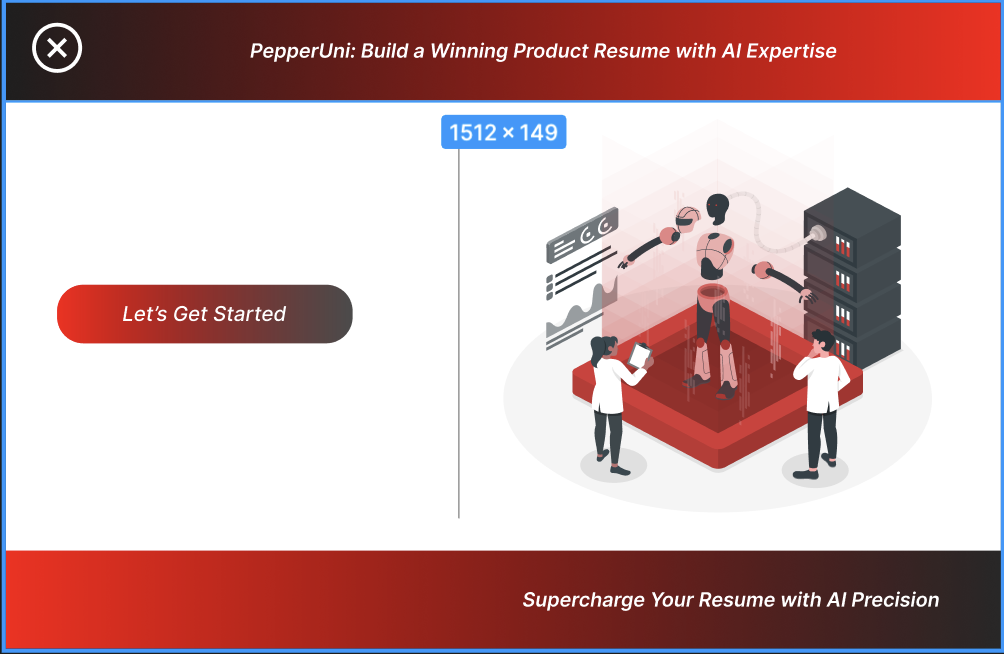 PepperUni: Build a Winning Product Resume with AI Expertise
1512 × 149
Let's Get Started
Supercharge Your Resume with AI Precision